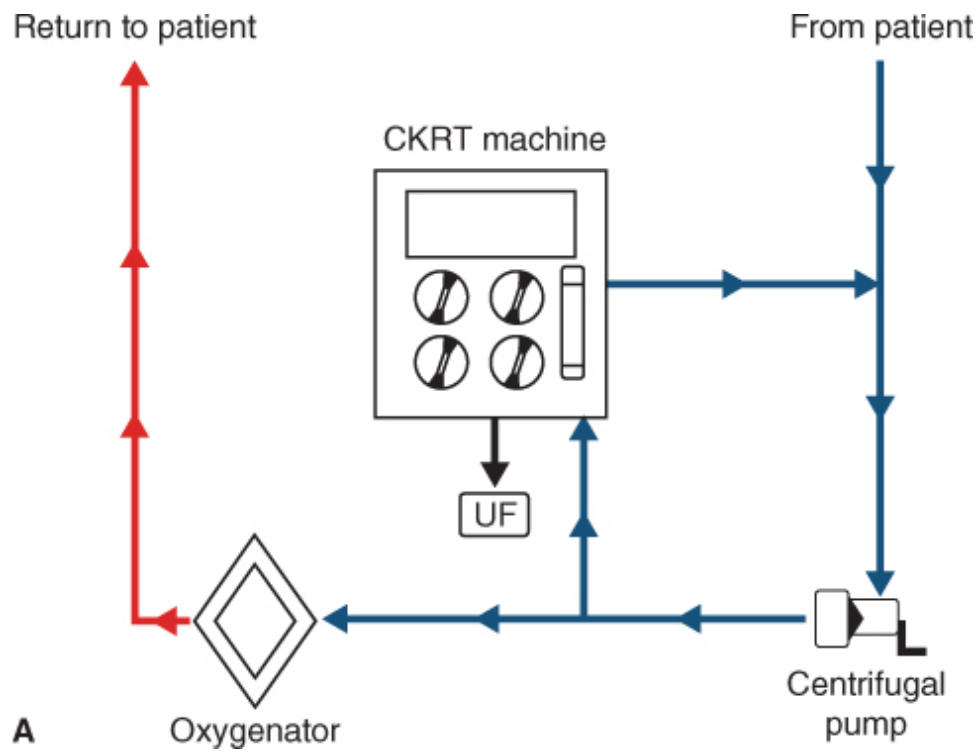 Return to patient
From patient
CKRT machine
UF
Centrifugal
pump
Oxygenator
A